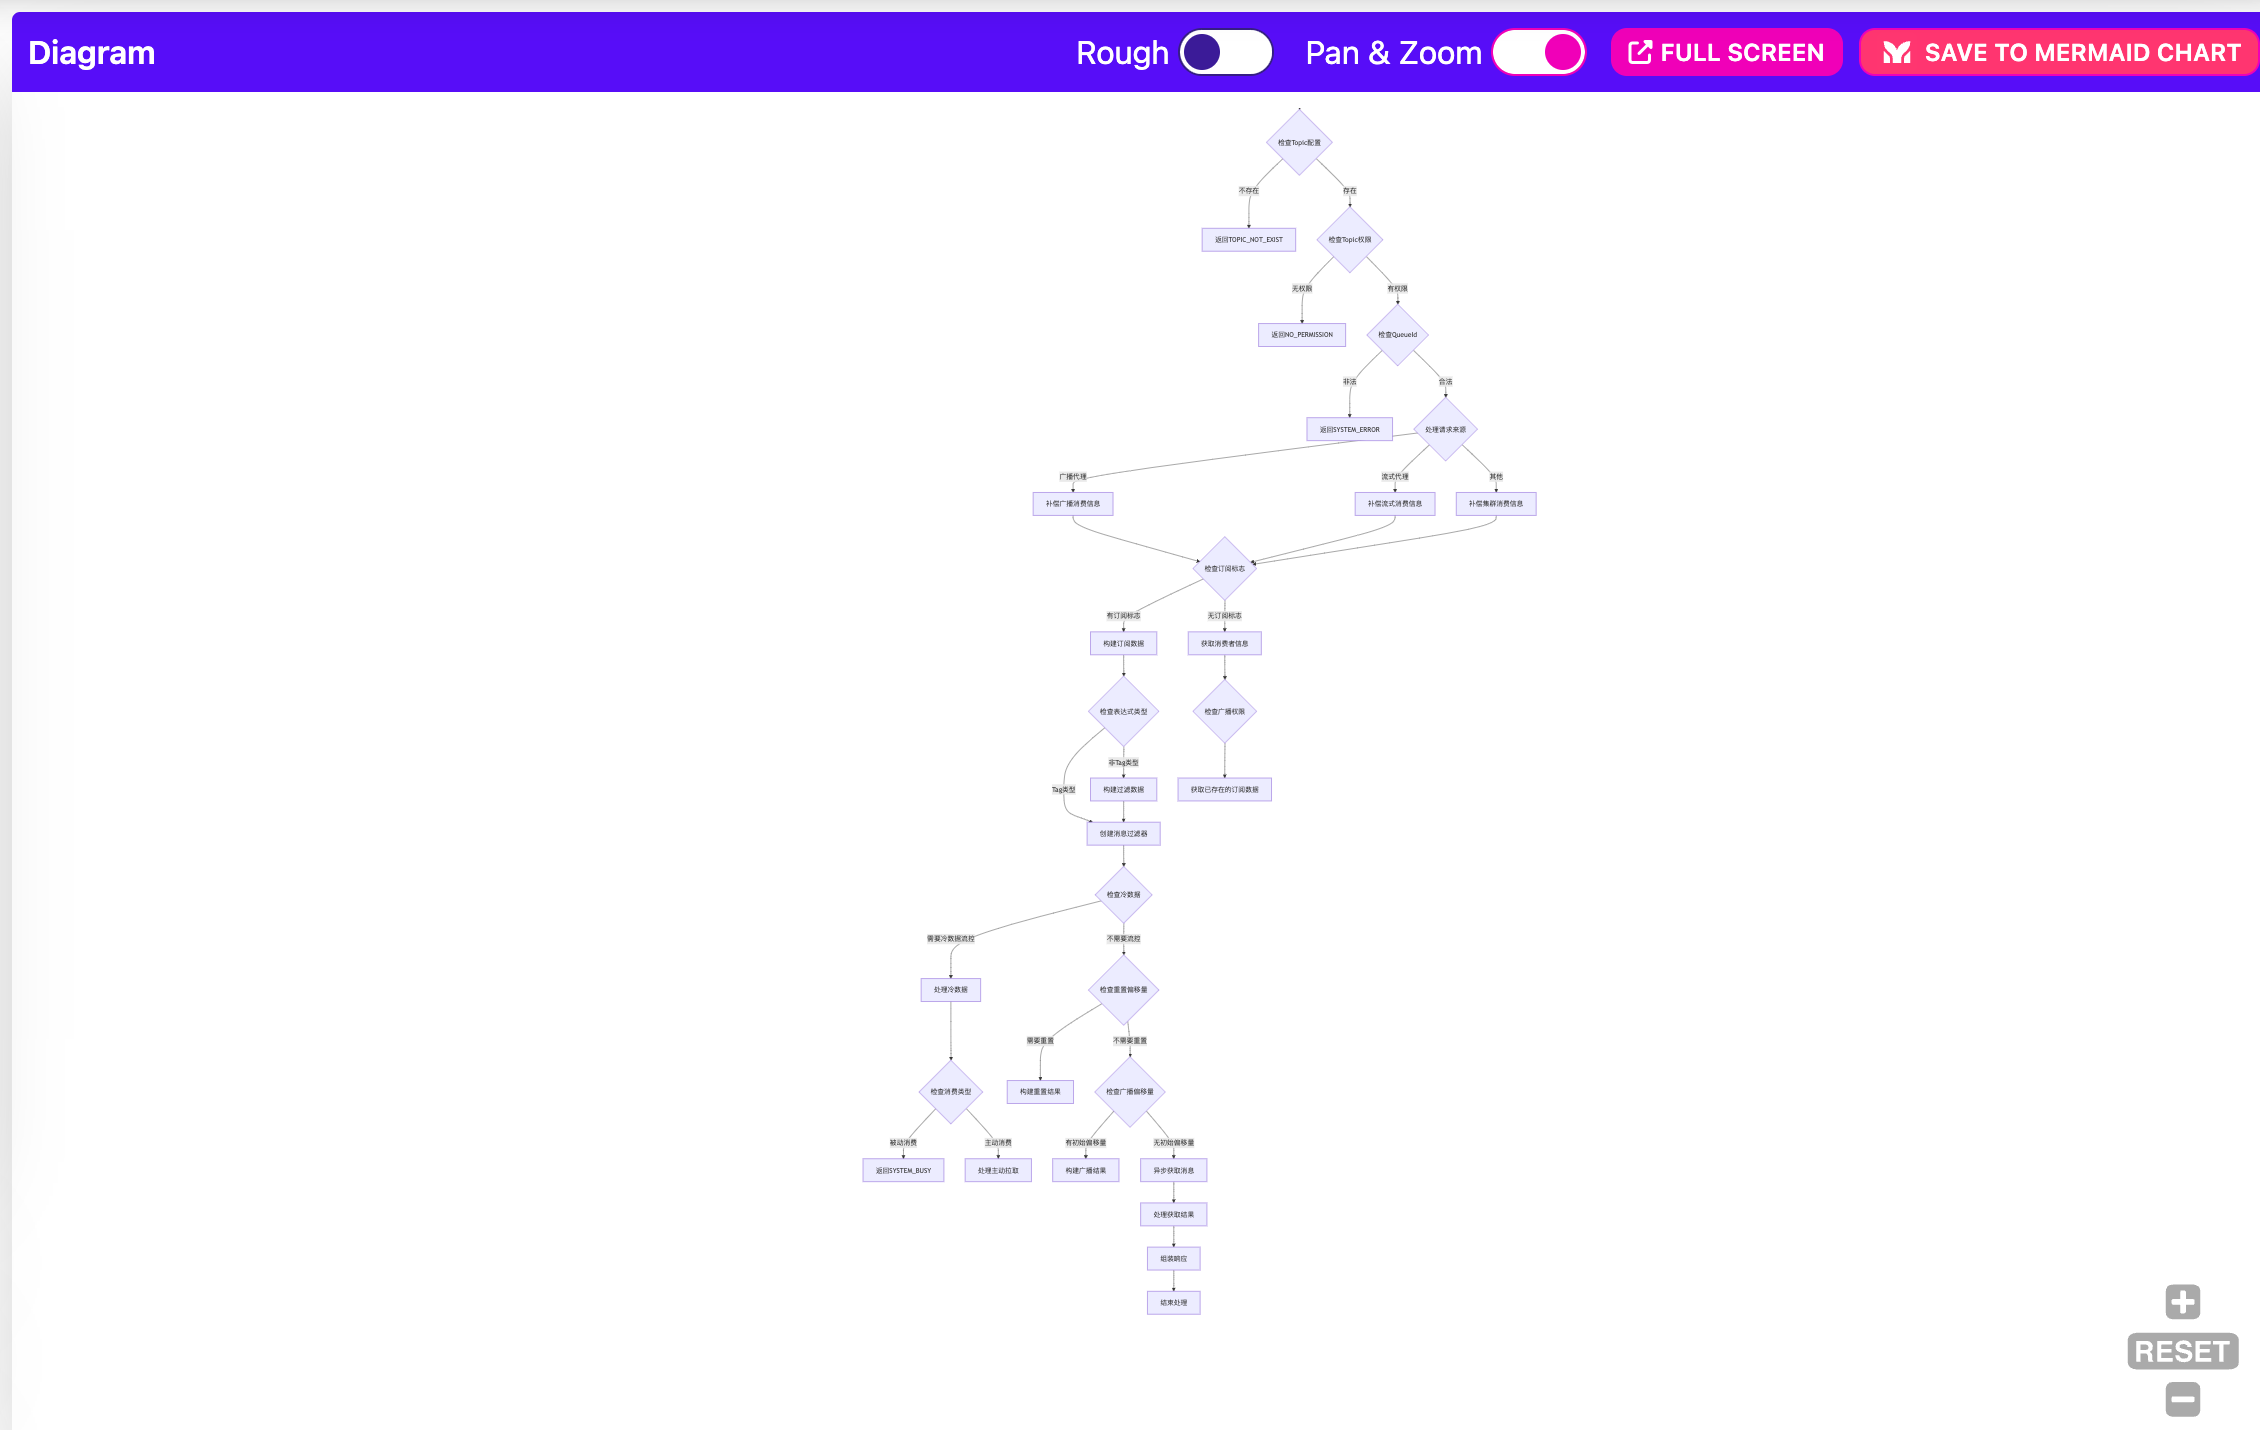 Diagram
Rough
Pan & Zoom
FULL SCREEN
SAVE TO MERMAID CHART
检查Topic配置
不存在
存在
返回TOPIC_NOT_EXIST
检查Topic权限
无权限
有权限
返回NO_PERMISSION
检查QueueId
非法
合法
返回SYSTEM_ERROR
处理请求来源
广播代理
流式代理
其他
补偿广播消费信息
补偿流式消费信息
补偿集群消费信息
检查订阅标志
有订阅标志
无订阅标志
构建订阅数据
获取消费者信息
检查表达式类型
检查广播权限
非Tag类型
Tag类型
构建过滤数据
获取已存在的订阅数据
创建消息过滤器
检查冷数据
需要冷数据流控
不需要流控
处理冷数据
检查重置偏移量
需要重置
不需要重置
检查消费类型
构建重置结果
检查广播偏移量
被动消费
主动消费
有初始偏移量
无初始偏移量
返回SYSTEM_BUSY
处理主动拉取
构建广播结果
异步获取消息
处理获取结果
组装响应
结束处理
RESET